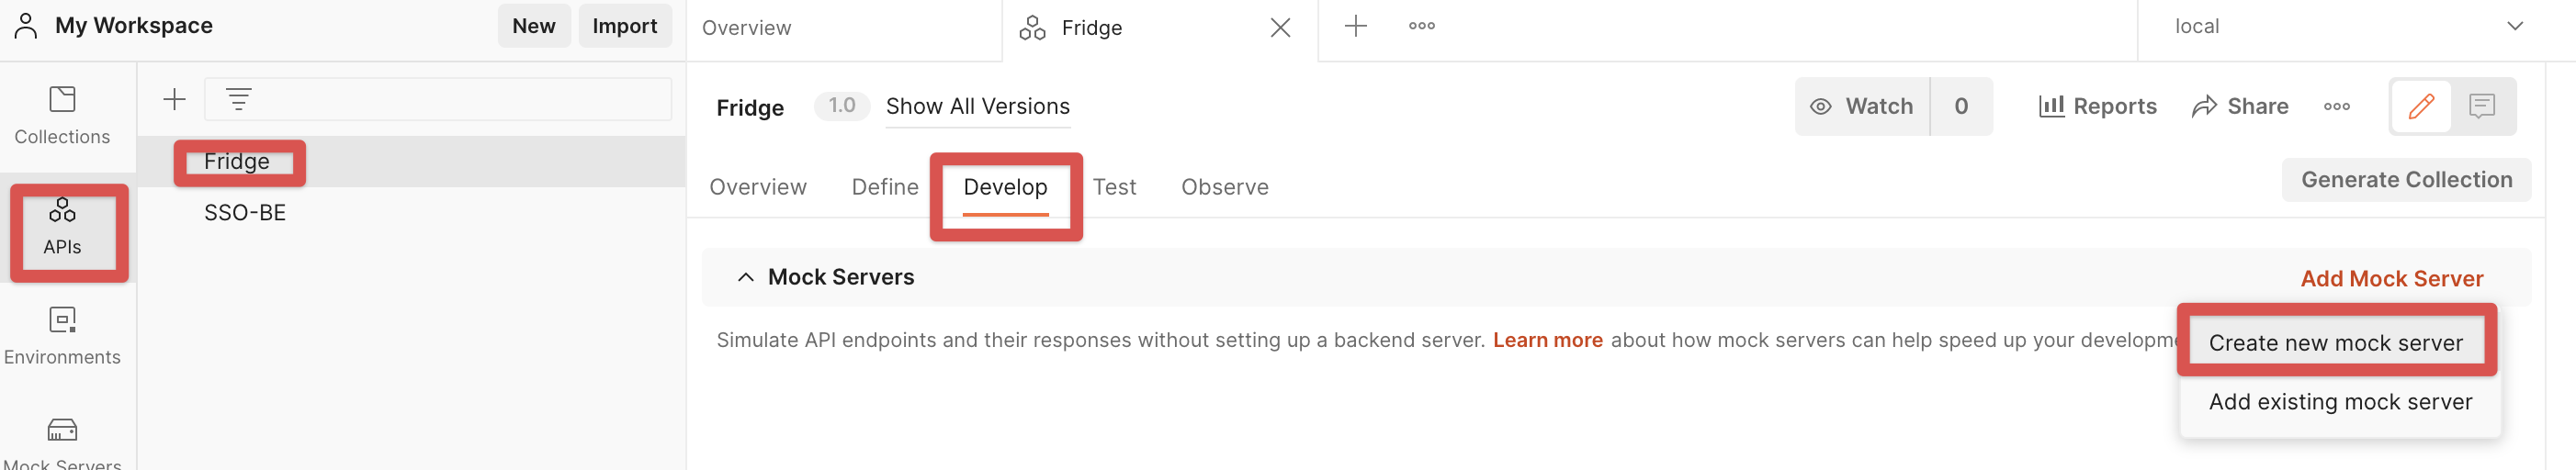 My Workspace
New
Import
Overview
Fridge
local
Collections
APIs
Environments
Mock Servers
Fridge
SSO-BE
Fridge
1.0
Show All Versions
Watch
0
Reports
Share
Overview
Define
Develop
Test
Observe
Generate Collection
Mock Servers
Add Mock Server
Simulate API endpoints and their responses without setting up a backend server. Learn more about how mock servers can help speed up your developme
Create new mock server
Add existing mock server